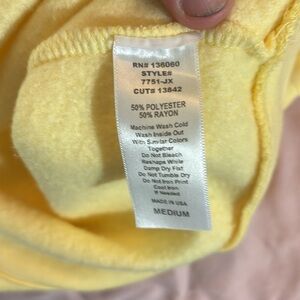 RN# 136060
STYLE#
7751-JX
CUT# 13842
50% POLYESTER
50% RAYON
Machine Wash Cold
Wash Inside Out
With Similar Colors
Together
Do Not Bleach
Reshape While
Damp Dry Flat
Do Not Tumble Dry
Do Not Iron Print
Cool Iron
If Needed
MADE IN USA
MEDIUM